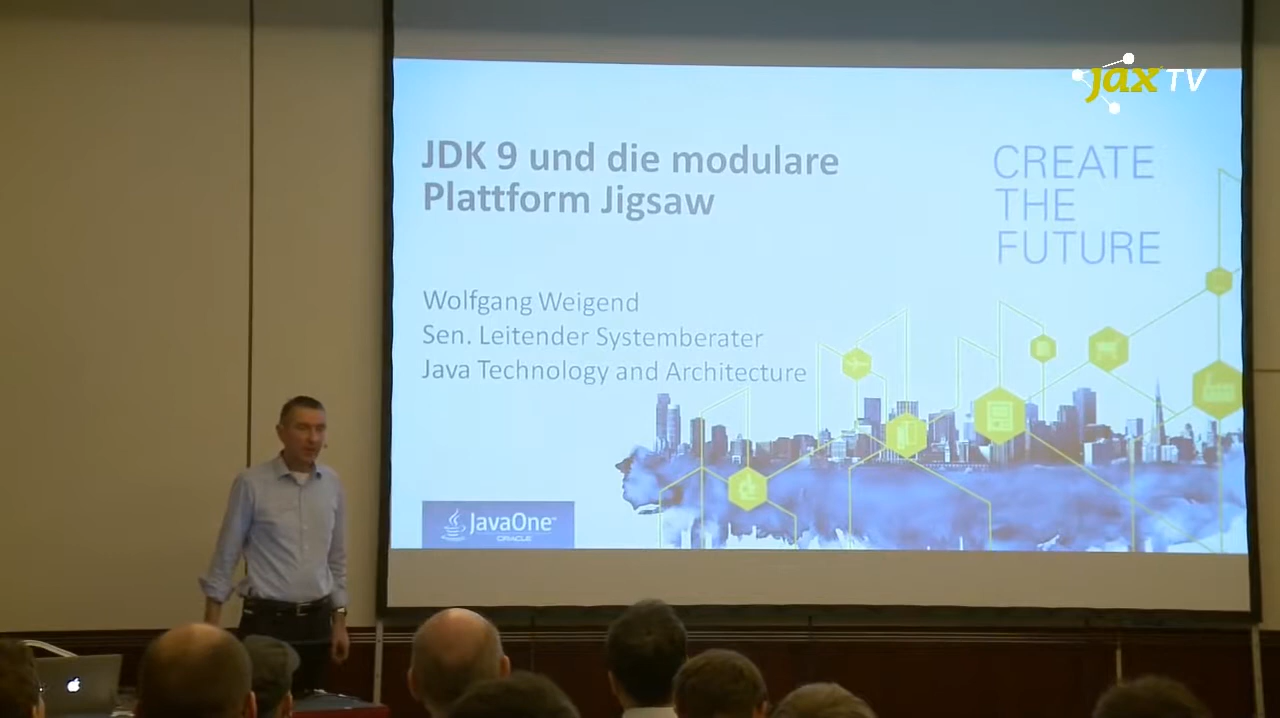 jax TV
JDK 9 und die modulare
Plattform Jigsaw
CREATE
THE
FUTURE
Wolfgang Weigend
Sen. Leitender Systemberater
Java Technology and Architecture
JavaOne™
ORACLE